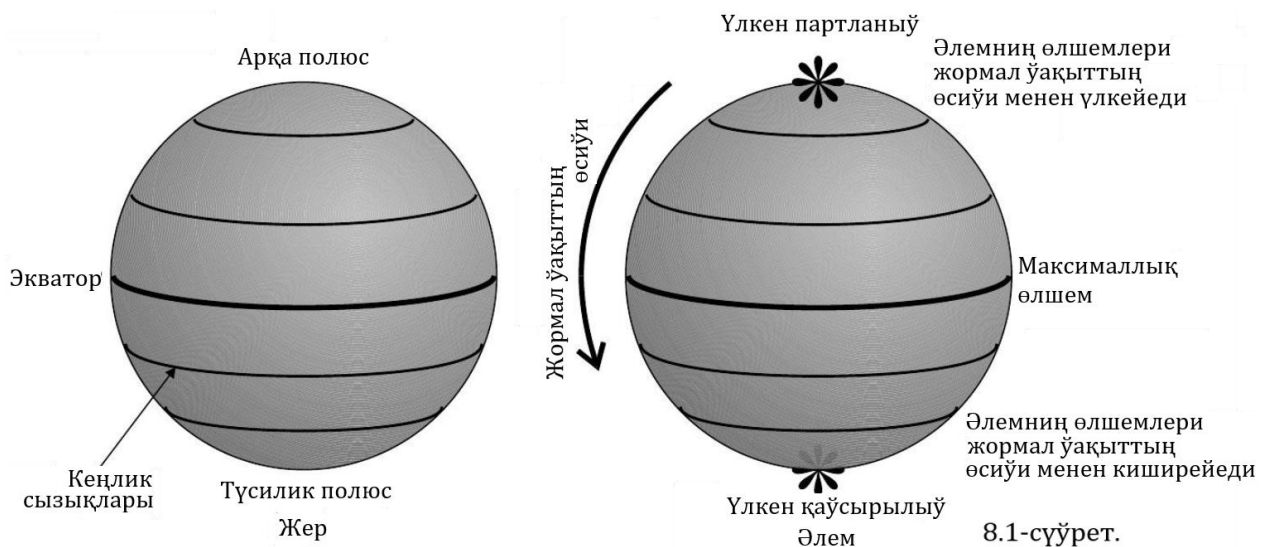 Арқа полюс
Экватор
Кеңлик
сызықлары
Түсилик полюс
Жер
Үлкен партланыў
Әлемниң өлшемлери
жормал ўақыттың
өсиўи менен үлкейеди
Жормал ўақыттың
өсиўи
Максималлық
өлшем
Әлемниң өлшемлери
жормал ўақыттың
өсиўи менен киширейеди
Үлкен қаўсырылыў
Әлем
8.1-сүўрет.